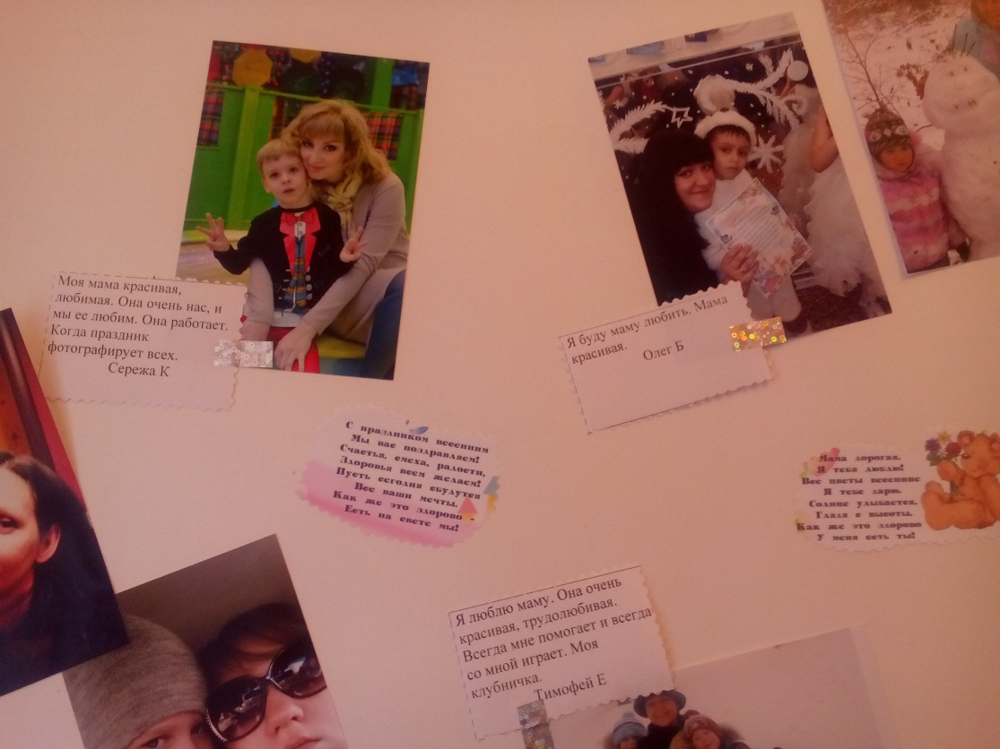 Моя мама красивая,
любимая. Она очень нас, и
мы ее любим. Она работает.
Когда праздник
фотографирует всех.
Сережа К
Я буду маму любить. Мама
красивая.
Олег Б
С праздником весенним
Мы вас поздравляем!
Счастья, смеха, радости,
Здоровья всем желаем!
Пусть сегодня сбудутся
Все ваши мечты.
Как же это здорово
Есть на свете мы!
Мама дорогая,
Я тебя люблю!
Все цветы весенние
Я тебе дарю.
Солнце улыбается,
Глядя с высоты.
Как же это здорово
У меня есть ты!
Я люблю маму. Она очень
красивая, трудолюбивая.
Всегда мне помогает и всегда
со мной играет. Моя
клубничка.
Тимофей Е